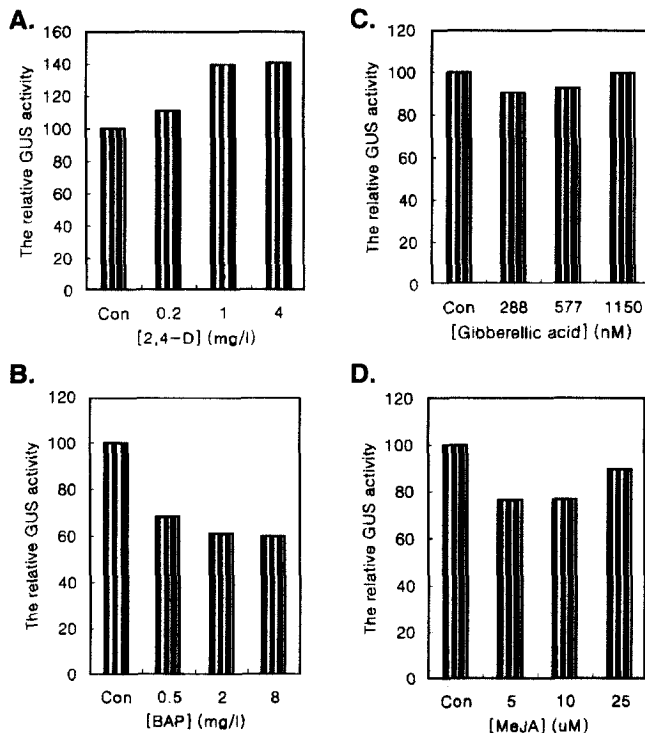 A.
The relative GUS activity
160
140
120
100
80
60
40
20
0
Con 0.2 1 4
[2,4-D] (mg/l)
B.
The relative GUS activity
120
100
80
60
40
20
0
Con 0.5 2 8
[BAP] (mg/l)
C.
The relative GUS activity
120
100
80
60
40
20
0
Con 288 577 1150
[Gibberellic acid] (nM)
D.
The relative GUS activity
120
100
80
60
40
20
0
Con 5 10 25
[MeJA] (uM)